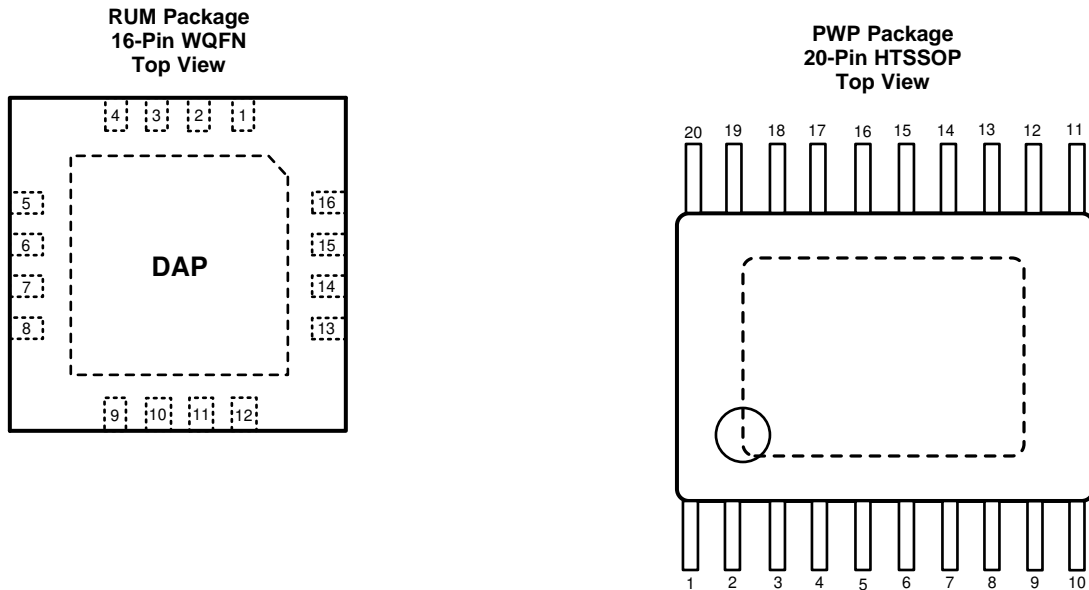 RUM Package
16-Pin WQFN
Top View
4 3 2 1
5
6
7
8
16
15
14
13
DAP
9 10 11 12
PWP Package
20-Pin HTSSOP
Top View
20 19 18 17 16 15 14 13 12 11
1 2 3 4 5 6 7 8 9 10